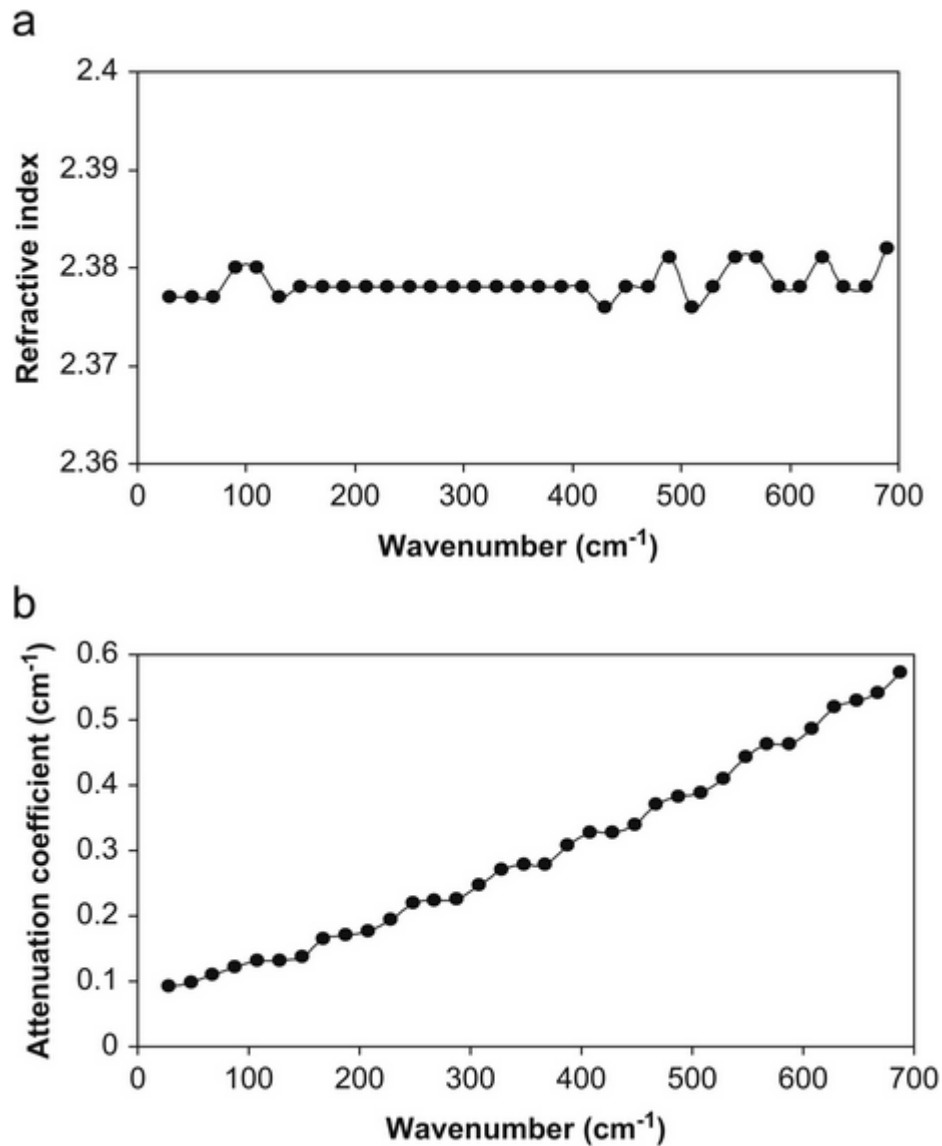 a
2.4
2.39
2.38
2.37
2.36
Refractive index
0 100 200 300 400 500 600 700
Wavenumber (cm⁻¹)
b
0.6
0.5
0.4
0.3
0.2
0.1
0
Attenuation coefficient (cm⁻¹)
0 100 200 300 400 500 600 700
Wavenumber (cm⁻¹)